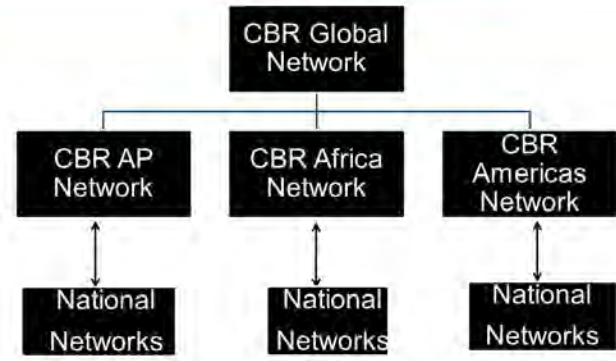 CBR Global
Network
CBR AP
Network
CBR Africa
Network
CBR
Americas
Network
National
Networks
National
Networks
National
Networks